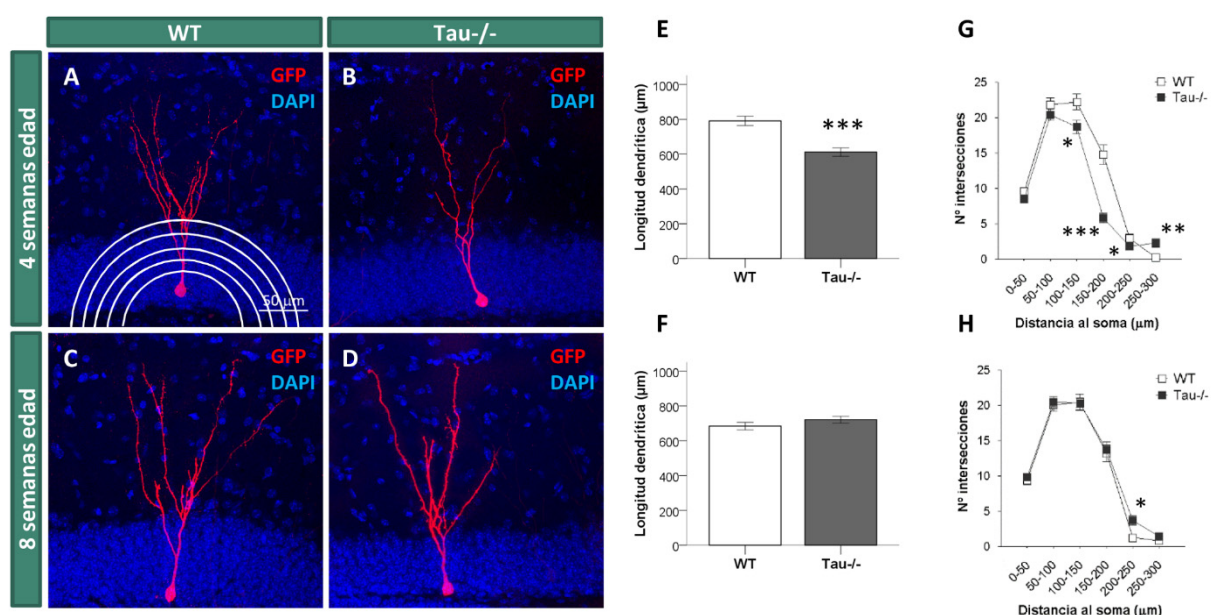 WT
Tau-/-
4 semanas edad
A
GFP
DAPI
50 µm
B
GFP
DAPI
8 semanas edad
C
GFP
DAPI
D
GFP
DAPI
E
Longitud dendrítica (µm)
1000
800
600
400
200
0
***
WT
Tau-/-
F
Longitud dendrítica (µm)
1000
800
600
400
200
0
WT
Tau-/-
G
Nº intersecciones
25
20
15
10
5
0
WT
Tau-/-
*
***
*
**
0-50
50-100
100-150
150-200
200-250
250-300
Distancia al soma (µm)
H
Nº intersecciones
25
20
15
10
5
0
WT
Tau-/-
*
0-50
50-100
100-150
150-200
200-250
250-300
Distancia al soma (µm)